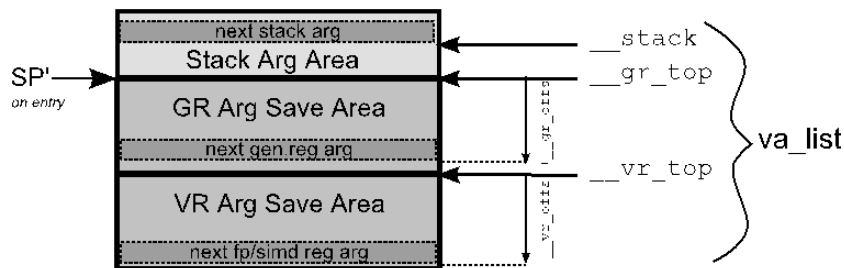 next stack arg
__stack
Stack Arg Area
SP'
on entry
__gr_top
GR Arg Save Area
__gr_offs
next gen reg arg
va_list
__vr_top
VR Arg Save Area
__vr_offs
next fp/simd reg arg